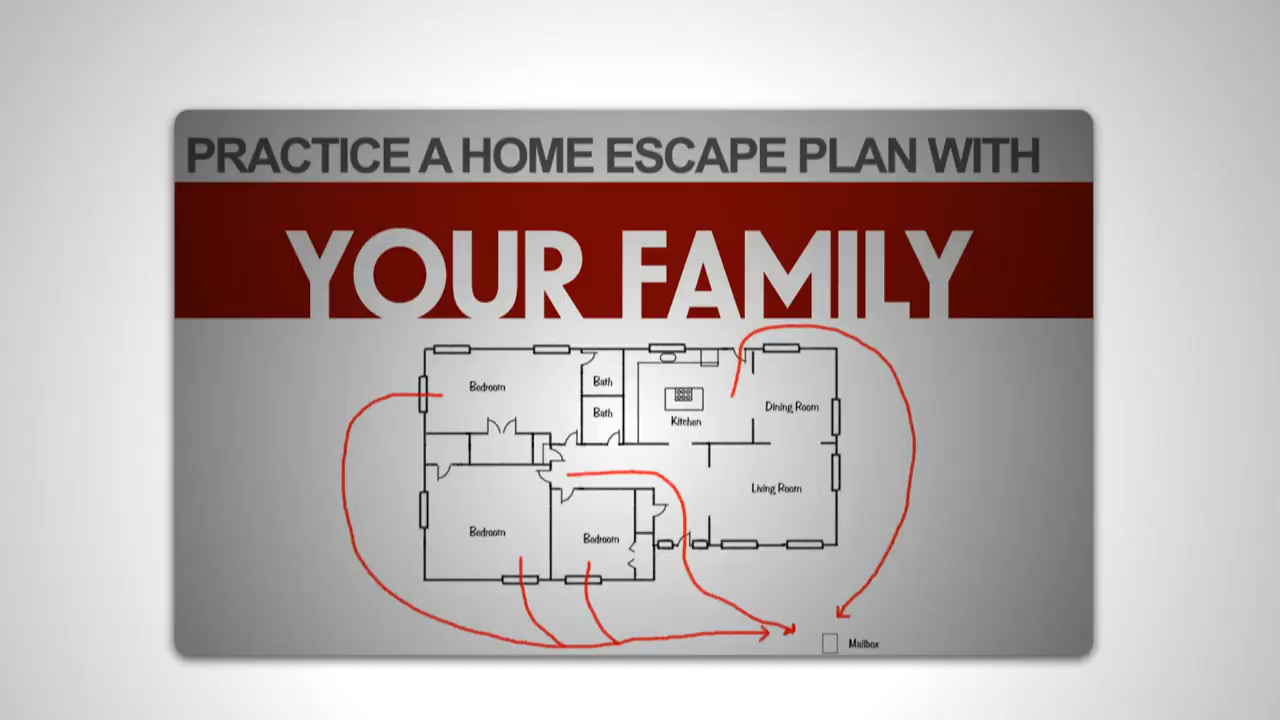 PRACTICE A HOME ESCAPE PLAN WITH
YOUR FAMILY
Bedroom
Bath
Bath
Kitchen
Dining Room
Living Room
Bedroom
Bedroom
Mailbox